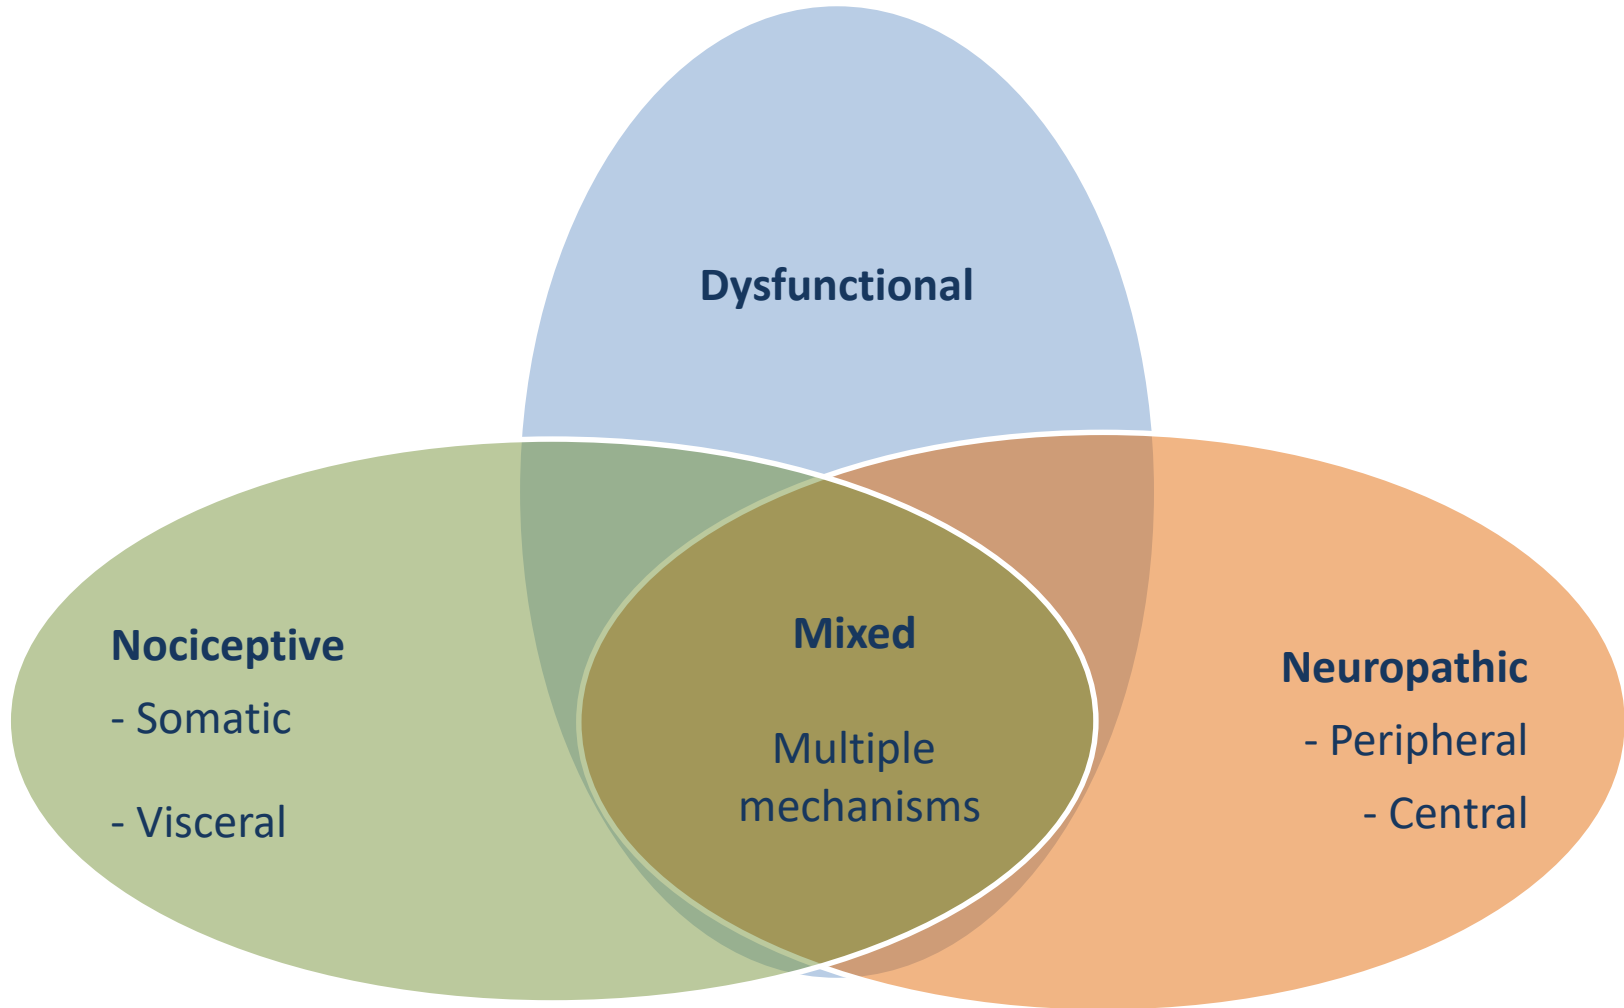 Dysfunctional
Nociceptive
- Somatic
- Visceral
Mixed
Multiple
mechanisms
Neuropathic
- Peripheral
- Central